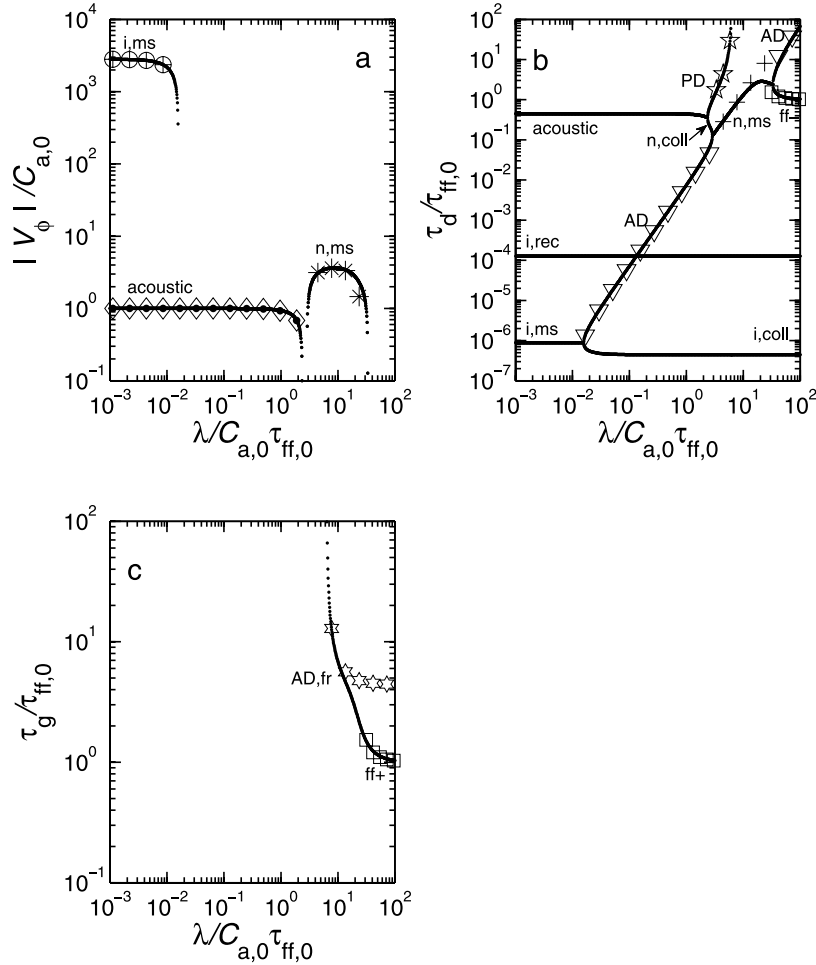 a
|V_ϕ|/C_a,0
10^4
10^3
10^2
10^1
10^0
10^-1
i,ms
acoustic
n,ms
10^-3 10^-2 10^-1 10^0 10^1 10^2
λ/C_a,0 τ_ff,0
b
τ_d/τ_ff,0
10^2
10^1
10^0
10^-1
10^-2
10^-3
10^-4
10^-5
10^-6
10^-7
AD
PD
acoustic
n,coll
n,ms
ff-
AD
i,rec
i,ms
i,coll
10^-3 10^-2 10^-1 10^0 10^1 10^2
λ/C_a,0 τ_ff,0
c
τ_g/τ_ff,0
10^2
10^1
10^0
10^-1
AD,fr
ff+
10^-3 10^-2 10^-1 10^0 10^1 10^2
λ/C_a,0 τ_ff,0